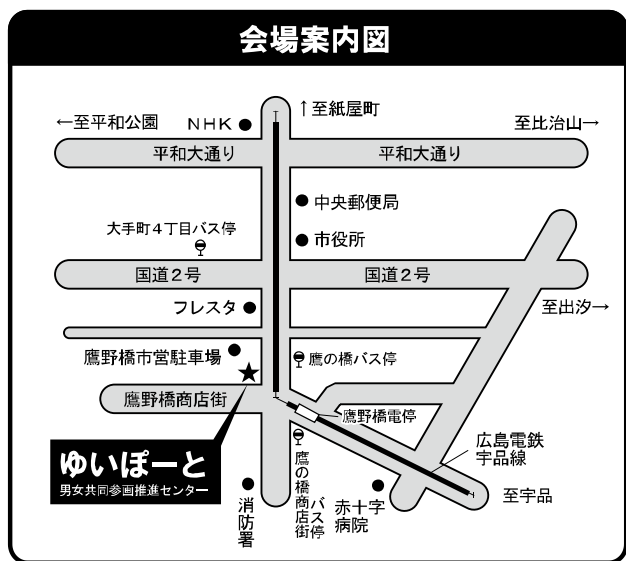 会場案内図
←至平和公園
NHK
↑至紙屋町
至比治山→
平和大通り
平和大通り
中央郵便局
大手町4丁目バス停
市役所
国道2号
国道2号
フレスタ
至出汐→
鷹野橋市営駐車場
鷹の橋バス停
鷹野橋商店街
鷹野橋電停
ゆいぽーと
男女共同参画推進センター
広島電鉄
宇品線
至宇品
消防署
鷹の橋商店街
バス停
赤十字
病院